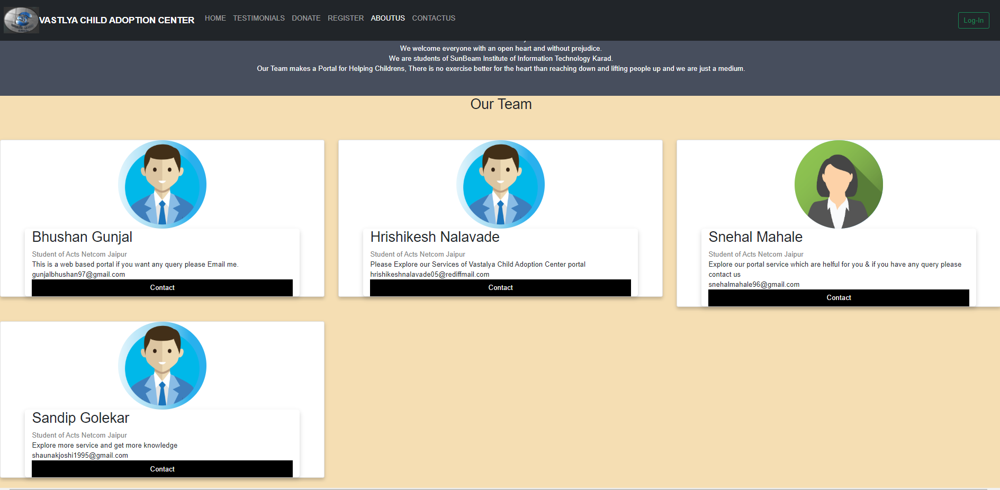 VASTLYA CHILD ADOPTION CENTER HOME TESTIMONIALS DONATE REGISTER ABOUTUS CONTACTUS Log-In
We welcome everyone with an open heart and without prejudice.
We are students of SunBeam Institute of Information Technology Karad.
Our Team makes a Portal for Helping Childrens, There is no exercise better for the heart than reaching down and lifting people up and we are just a medium.
Our Team
Bhushan Gunjal
Student of Acts Netcom Jaipur
This is a web based portal if you want any query please Email me.
gunjalbhushan97@gmail.com
Contact
Hrishikesh Nalavade
Student of Acts Netcom Jaipur
Please Explore our Services of Vastalya Child Adoption Center portal
hrishikeshnalavade05@rediffmail.com
Contact
Snehal Mahale
Student of Acts Netcom Jaipur
Explore our portal service which are helful for you & if you have any query please
contact us
snehalmahale96@gmail.com
Contact
Sandip Golekar
Student of Acts Netcom Jaipur
Explore more service and get more knowledge
shaunakjoshi1995@gmail.com
Contact